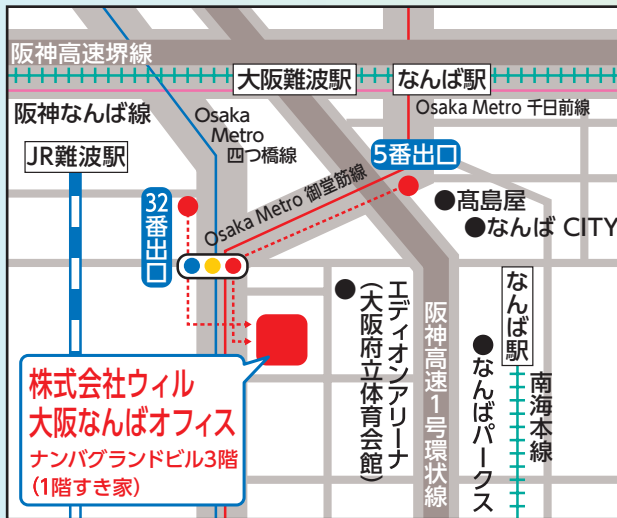 阪神高速堺線
大阪難波駅
なんば駅
阪神なんば線
Osaka Metro 千日前線
Osaka
Metro
四つ橋線
JR難波駅
5番出口
32番出口
Osaka Metro 御堂筋線
●髙島屋
●なんば CITY
エディオンアリーナ
(大阪府立体育会館)
阪神高速1号環状線
なんば駅
●なんばパークス
南海本線
株式会社ウィル
大阪なんばオフィス
ナンバグランドビル3階
(1階すき家)